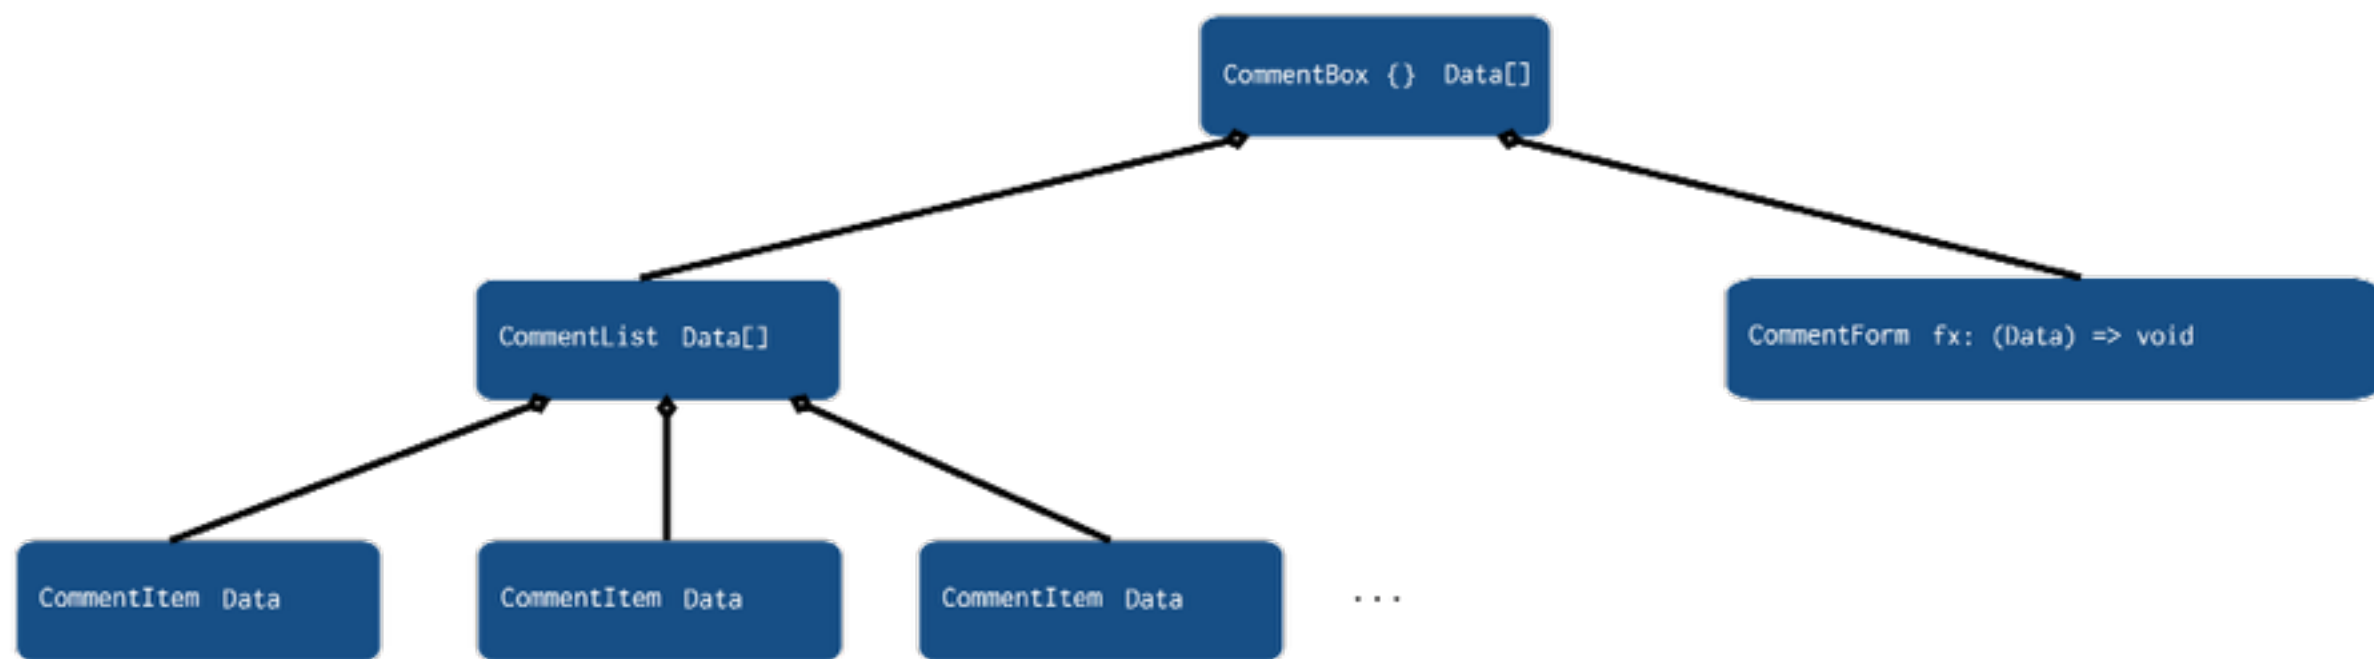 CommentBox {} Data[]
CommentList Data[]
CommentForm fx: (Data) => void
CommentItem Data
CommentItem Data
CommentItem Data
...